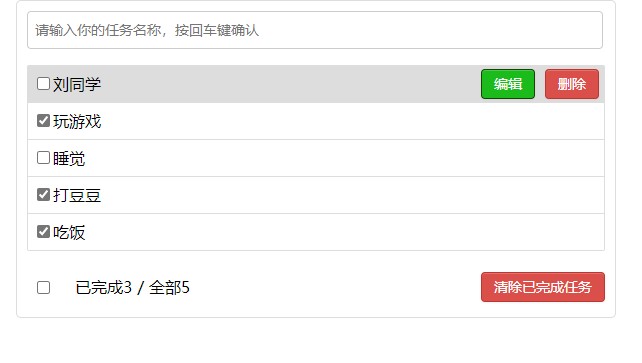 请输入你的任务名称，按回车键确认
刘同学 编辑 删除
玩游戏
睡觉
打豆豆
吃饭
已完成3 / 全部5 清除已完成任务